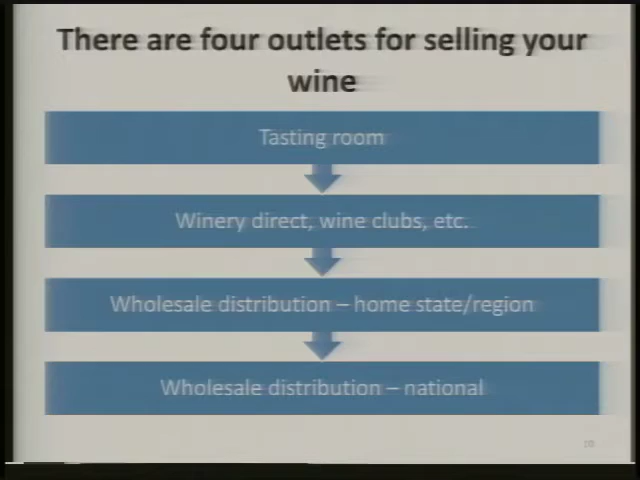 There are four outlets for selling your
wine
Tasting room
Winery direct, wine clubs, etc.
Wholesale distribution – home state/region
Wholesale distribution – national